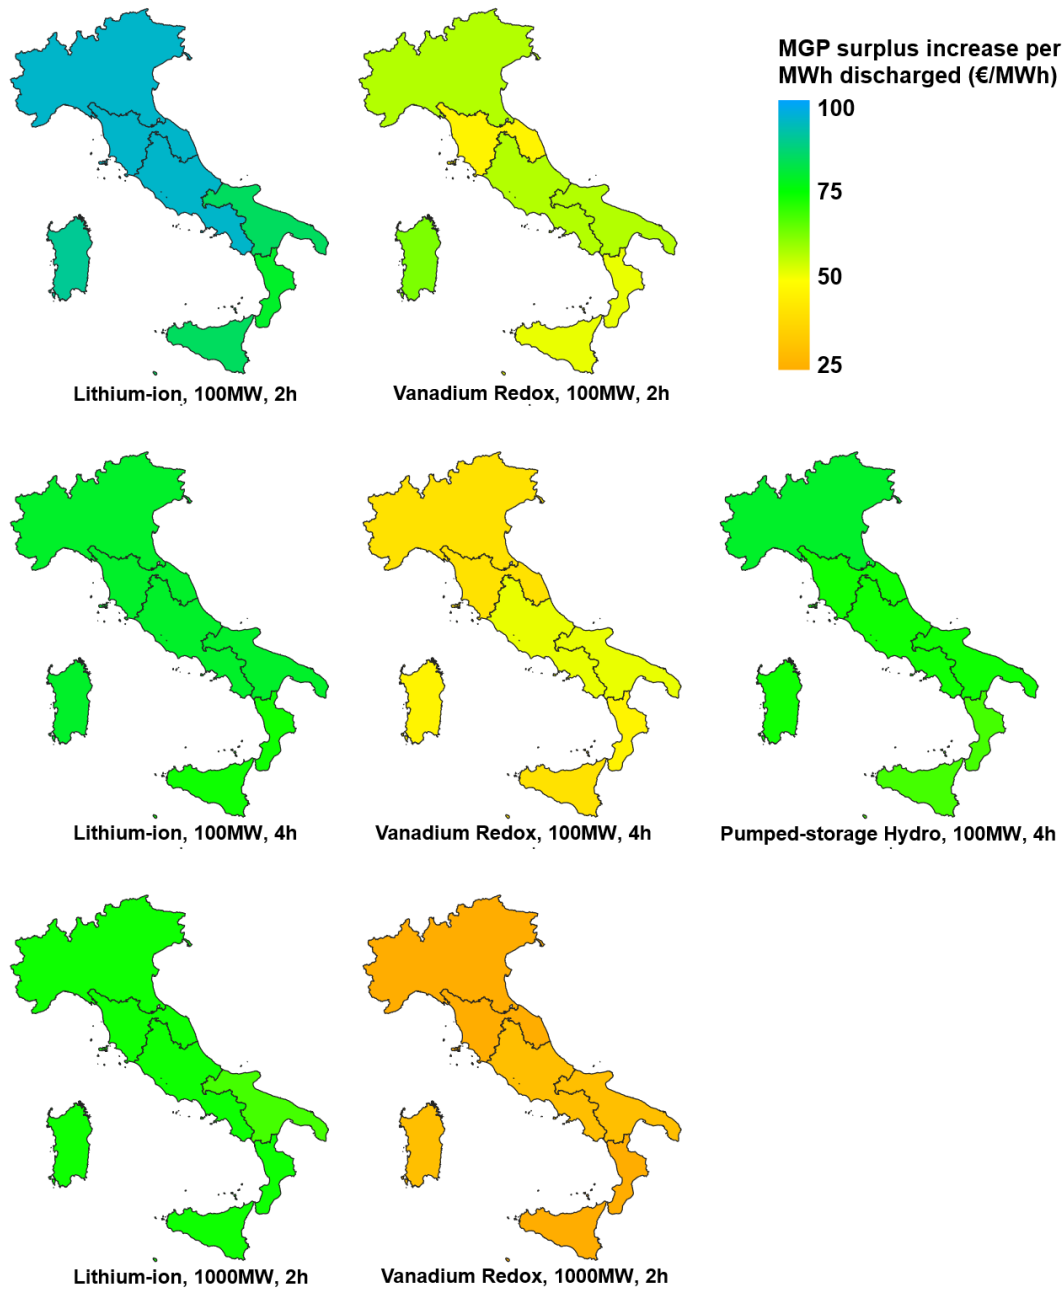 MGP surplus increase per
MWh discharged (€/MWh)
100
75
50
25
Lithium-ion, 100MW, 2h
Vanadium Redox, 100MW, 2h
Lithium-ion, 100MW, 4h
Vanadium Redox, 100MW, 4h
Pumped-storage Hydro, 100MW, 4h
Lithium-ion, 1000MW, 2h
Vanadium Redox, 1000MW, 2h